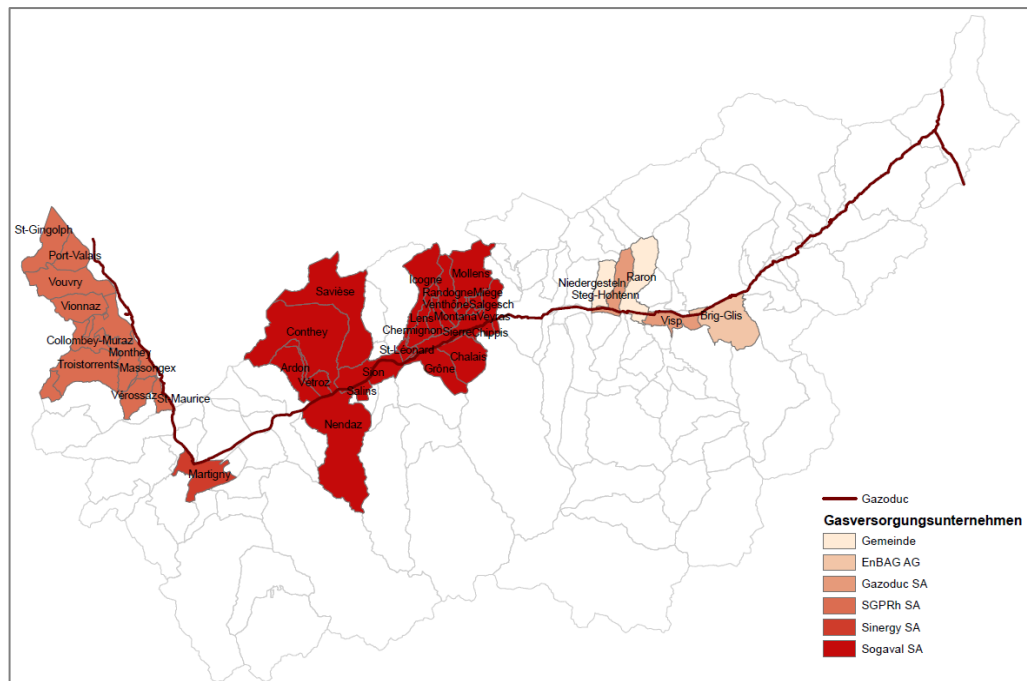 St-Gingolph
Port-Valais
Vouvry
Vionnaz
Collombey-Muraz
Monthey
Troistorrents
Massongex
Vérossaz
St-Maurice
Martigny
Savièse
Conthey
Ardon
Vétroz
Sion
Salins
Nendaz
Icogne
Mollens
Randogne
Miège
Venthône
Salgesch
Lens
Montana
Veyras
Chermignon
Sierre
Chippis
St-Léonard
Chalais
Grône
Niedergesteln
Raron
Steg-Hohtenn
Visp
Brig-Glis
Gazoduc
Gasversorgungsunternehmen
Gemeinde
EnBAG AG
Gazoduc SA
SGPRh SA
Sinergy SA
Sogaval SA